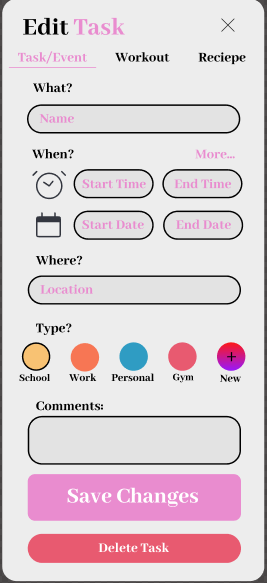 Edit Task
Task/Event Workout Reciepe
What?
Name
When? More...
Start Time End Time
Start Date End Date
Where?
Location
Type?
+
School Work Personal Gym New
Comments:
Save Changes
Delete Task